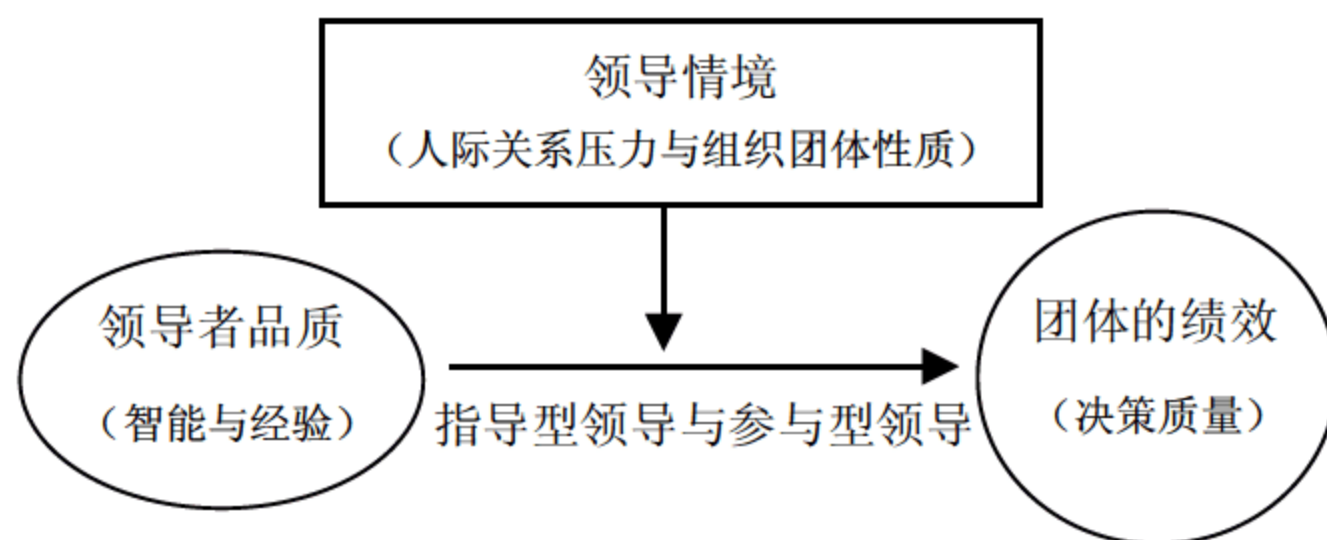 领导情境
（人际关系压力与组织团体性质）
领导者品质
（智能与经验）
指导型领导与参与型领导
团体的绩效
（决策质量）